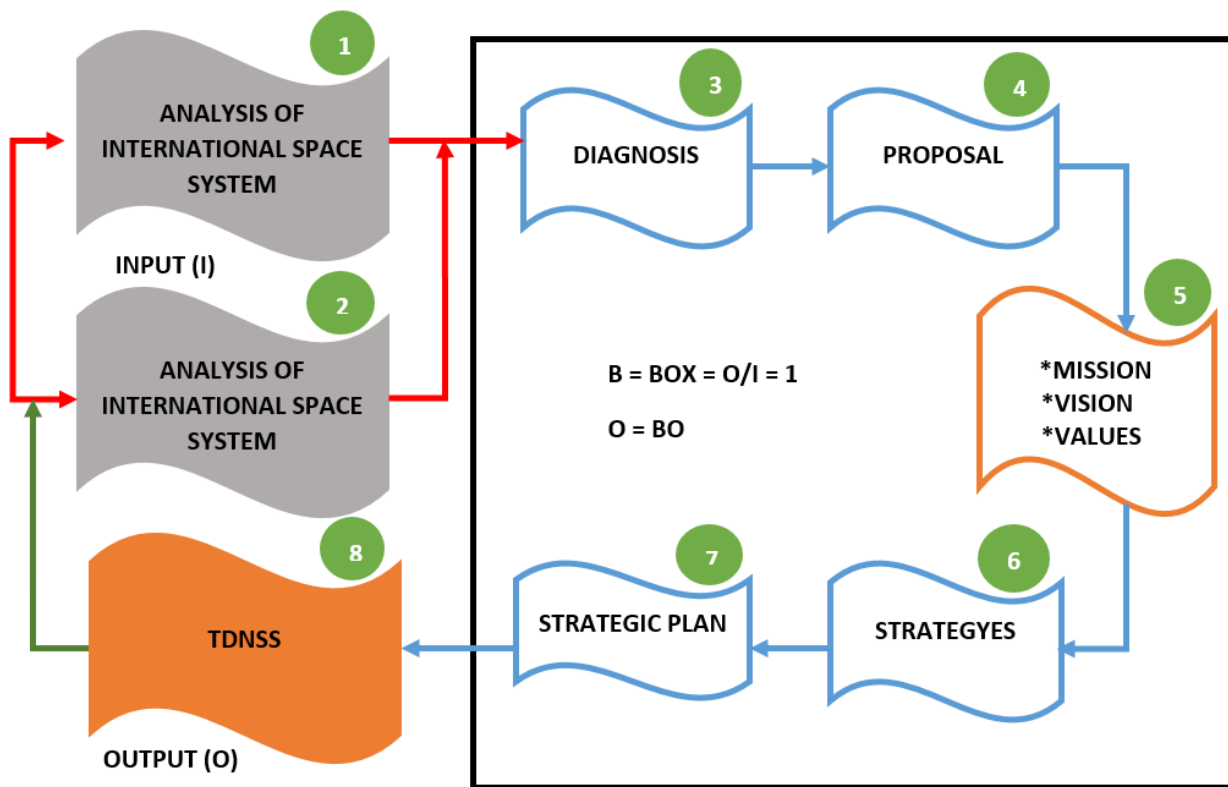 1
ANALYSIS OF
INTERNATIONAL SPACE
SYSTEM
INPUT (I)
2
ANALYSIS OF
INTERNATIONAL SPACE
SYSTEM
3
DIAGNOSIS
4
PROPOSAL
5
*MISSION
*VISION
*VALUES
B = BOX = O/I = 1
O = BO
6
STRATEGYES
7
STRATEGIC PLAN
8
TDNSS
OUTPUT (O)